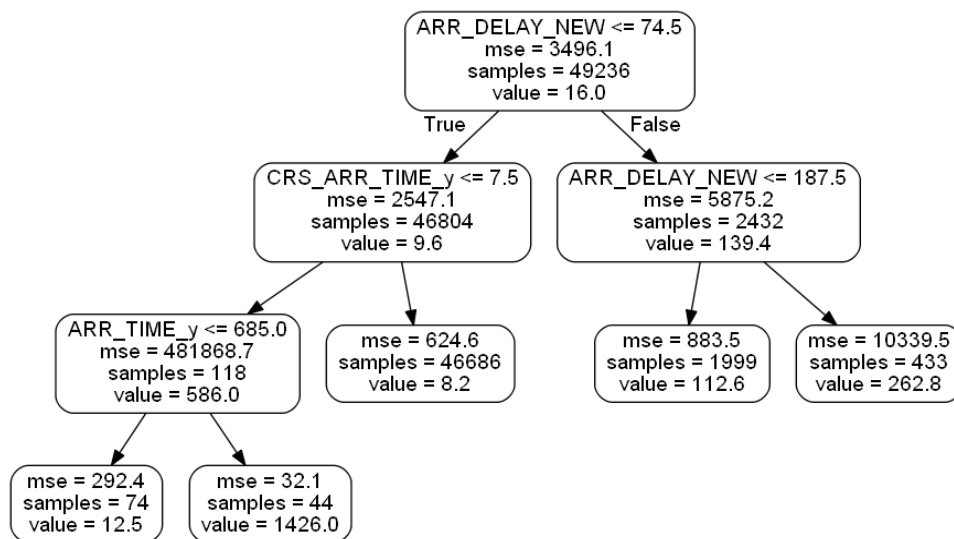 ARR_DELAY_NEW <= 74.5
mse = 3496.1
samples = 49236
value = 16.0
True
False
CRS_ARR_TIME_y <= 7.5
mse = 2547.1
samples = 46804
value = 9.6
ARR_DELAY_NEW <= 187.5
mse = 5875.2
samples = 2432
value = 139.4
ARR_TIME_y <= 685.0
mse = 481868.7
samples = 118
value = 586.0
mse = 624.6
samples = 46686
value = 8.2
mse = 883.5
samples = 1999
value = 112.6
mse = 10339.5
samples = 433
value = 262.8
mse = 292.4
samples = 74
value = 12.5
mse = 32.1
samples = 44
value = 1426.0